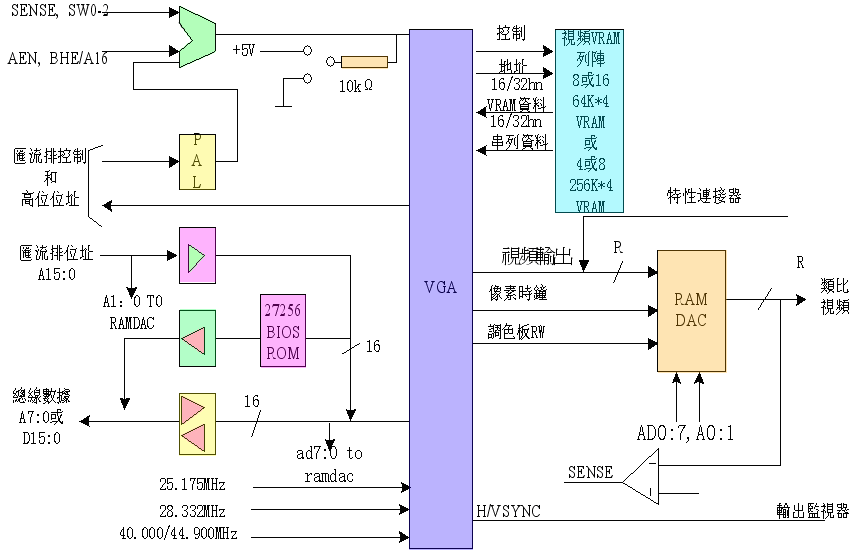 SENSE, SW0-2
AEN, BHE/A16
+5V
10kΩ
P
A
L
匯流排控制
和
高位位址
匯流排位址
A15:0
A1: 0 TO
RAMDAC
27256
BIOS
ROM
16
16
總線數據
A7:0或
D15:0
ad7:0 to
ramdac
25.175MHz
28.332MHz
40.000/44.900MHz
VGA
控制
地址
16/32hn
VRAM資料
16/32hn
串列資料
視頻VRAM
列陣
8或16
64K*4
VRAM
或
4或8
256K*4
VRAM
特性連接器
視頻輸出
R
像素時鐘
調色板RW
RAM
DAC
R
類比
視頻
AD0:7, A0:1
SENSE
H/VSYNC
輸出監視器